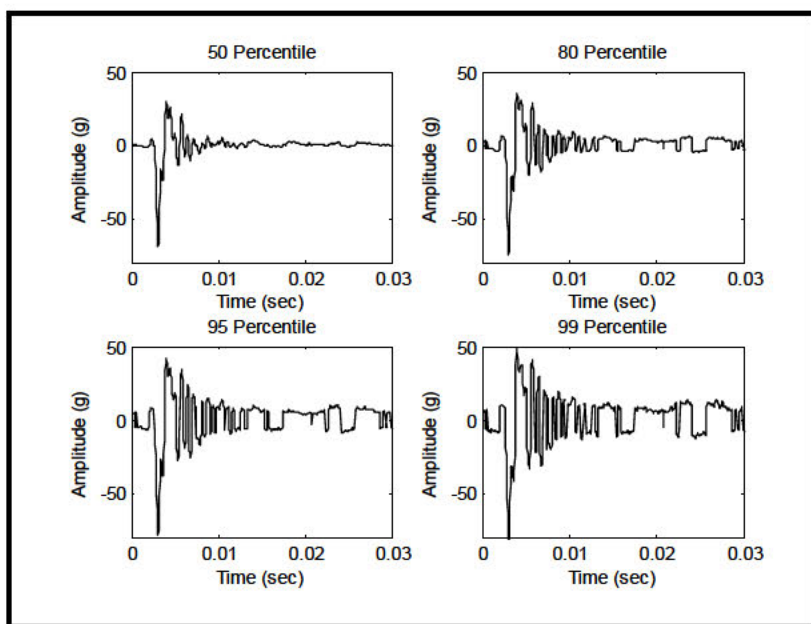 50 Percentile
50
0
-50
Amplitude (g)
0
0.01
0.02
0.03
Time (sec)
80 Percentile
50
0
-50
Amplitude (g)
0
0.01
0.02
0.03
Time (sec)
95 Percentile
50
0
-50
Amplitude (g)
0
0.01
0.02
0.03
Time (sec)
99 Percentile
50
0
-50
Amplitude (g)
0
0.01
0.02
0.03
Time (sec)